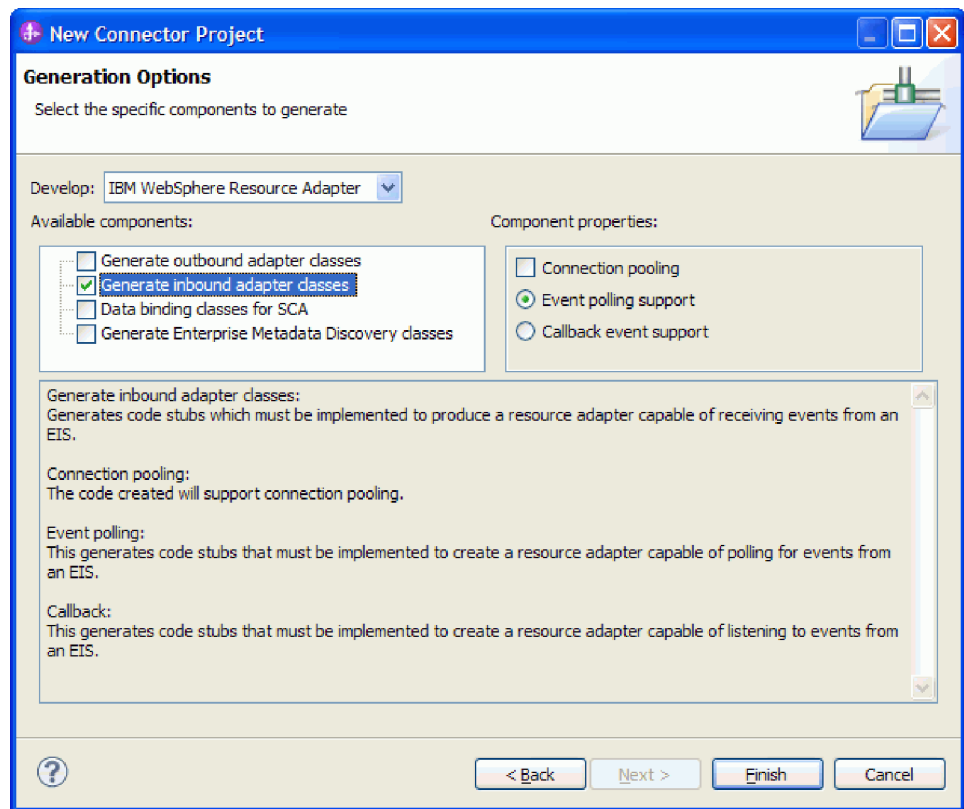 New Connector Project
Generation Options
Select the specific components to generate
Develop: IBM WebSphere Resource Adapter
Available components:
Generate outbound adapter classes
Generate inbound adapter classes
Data binding classes for SCA
Generate Enterprise Metadata Discovery classes
Component properties:
Connection pooling
Event polling support
Callback event support
Generate inbound adapter classes:
Generates code stubs which must be implemented to produce a resource adapter capable of receiving events from an
EIS.
Connection pooling:
The code created will support connection pooling.
Event polling:
This generates code stubs that must be implemented to create a resource adapter capable of polling for events from
an EIS.
Callback:
This generates code stubs that must be implemented to create a resource adapter capable of listening to events from
an EIS.
?
< Back
Next >
Finish
Cancel